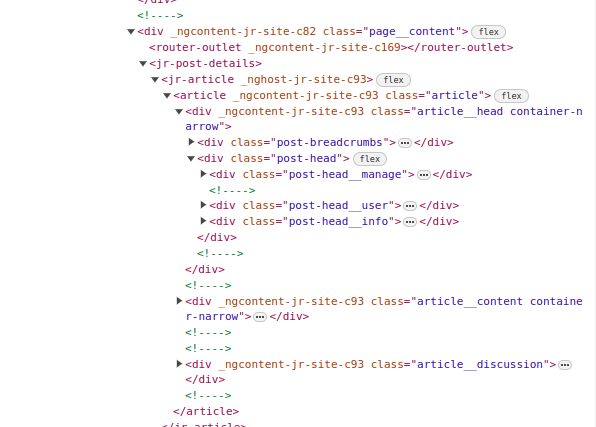 </div>
<!---->
<div _ngcontent-jr-site-c82 class="page__content"> flex
<router-outlet _ngcontent-jr-site-c169></router-outlet>
<jr-post-details>
<jr-article _nghost-jr-site-c93> flex
<article _ngcontent-jr-site-c93 class="article"> flex
<div _ngcontent-jr-site-c93 class="article__head container-n
arrow">
<div class="post-breadcrumbs">…</div>
<div class="post-head"> flex
<div class="post-head__manage">…</div>
<!---->
<div class="post-head__user">…</div>
<div class="post-head__info">…</div>
</div>
<!---->
</div>
<!---->
<div _ngcontent-jr-site-c93 class="article__content containe
r-narrow">…</div>
<!---->
<!---->
<div _ngcontent-jr-site-c93 class="article__discussion">…
</div>
<!---->
</article>
</jr-article>